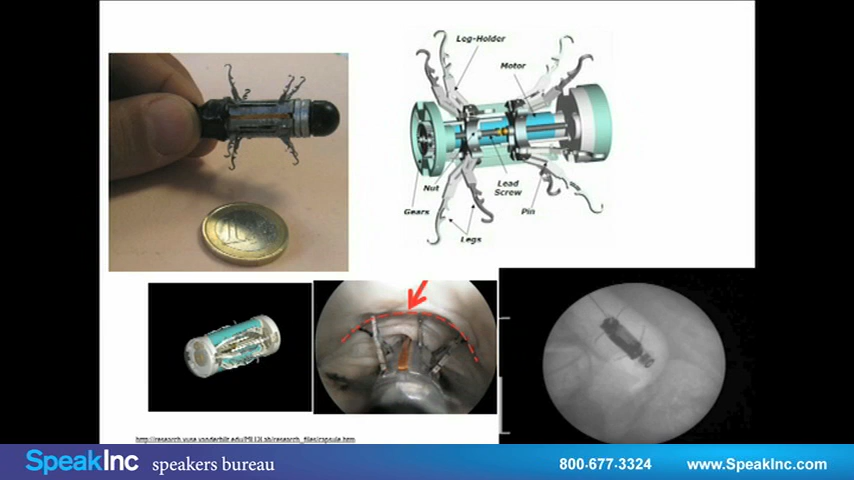 Leg-Holder
Motor
Nut
Lead
Screw
Pin
Gears
Legs
SpeakInc speakers bureau
800-677-3324
www.SpeakInc.com